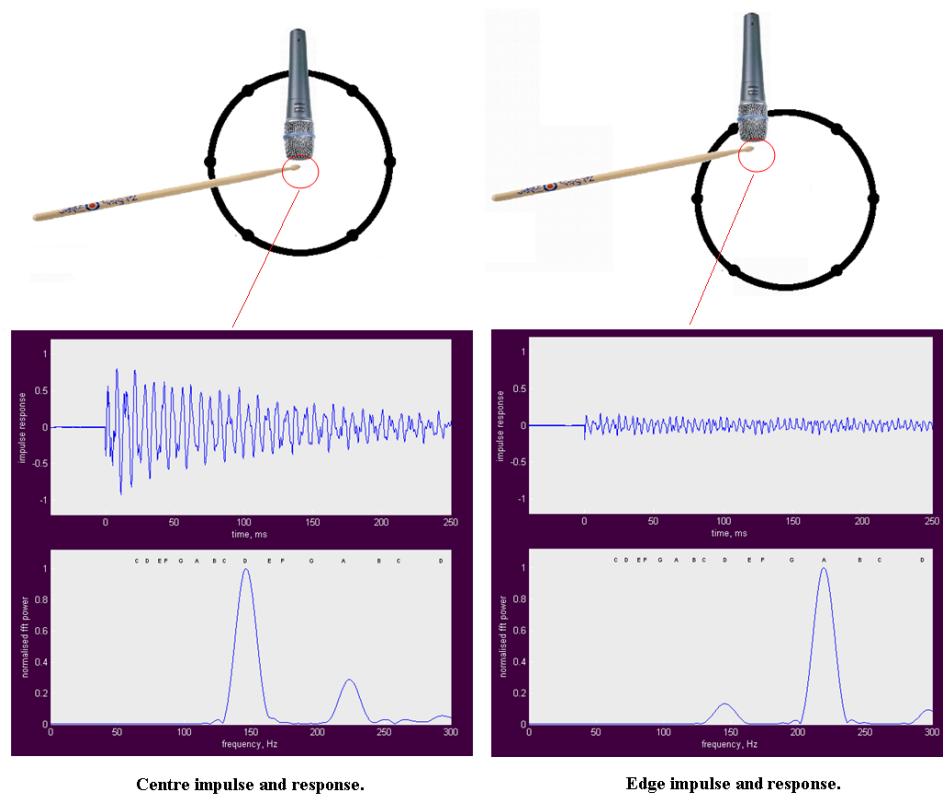 1
0.5
0
-0.5
-1
impulse response
0 50 100 150 200 250
time, ms
C D E F G A B C D E F G A B C D
1
0.8
0.6
0.4
0.2
0
normalised fft power
0 50 100 150 200 250 300
frequency, Hz
Centre impulse and response.
1
0.5
0
-0.5
-1
impulse response
0 50 100 150 200 250
time, ms
C D E F G A B C D E F G A B C D
1
0.8
0.6
0.4
0.2
0
normalised fft power
0 50 100 150 200 250 300
frequency, Hz
Edge impulse and response.